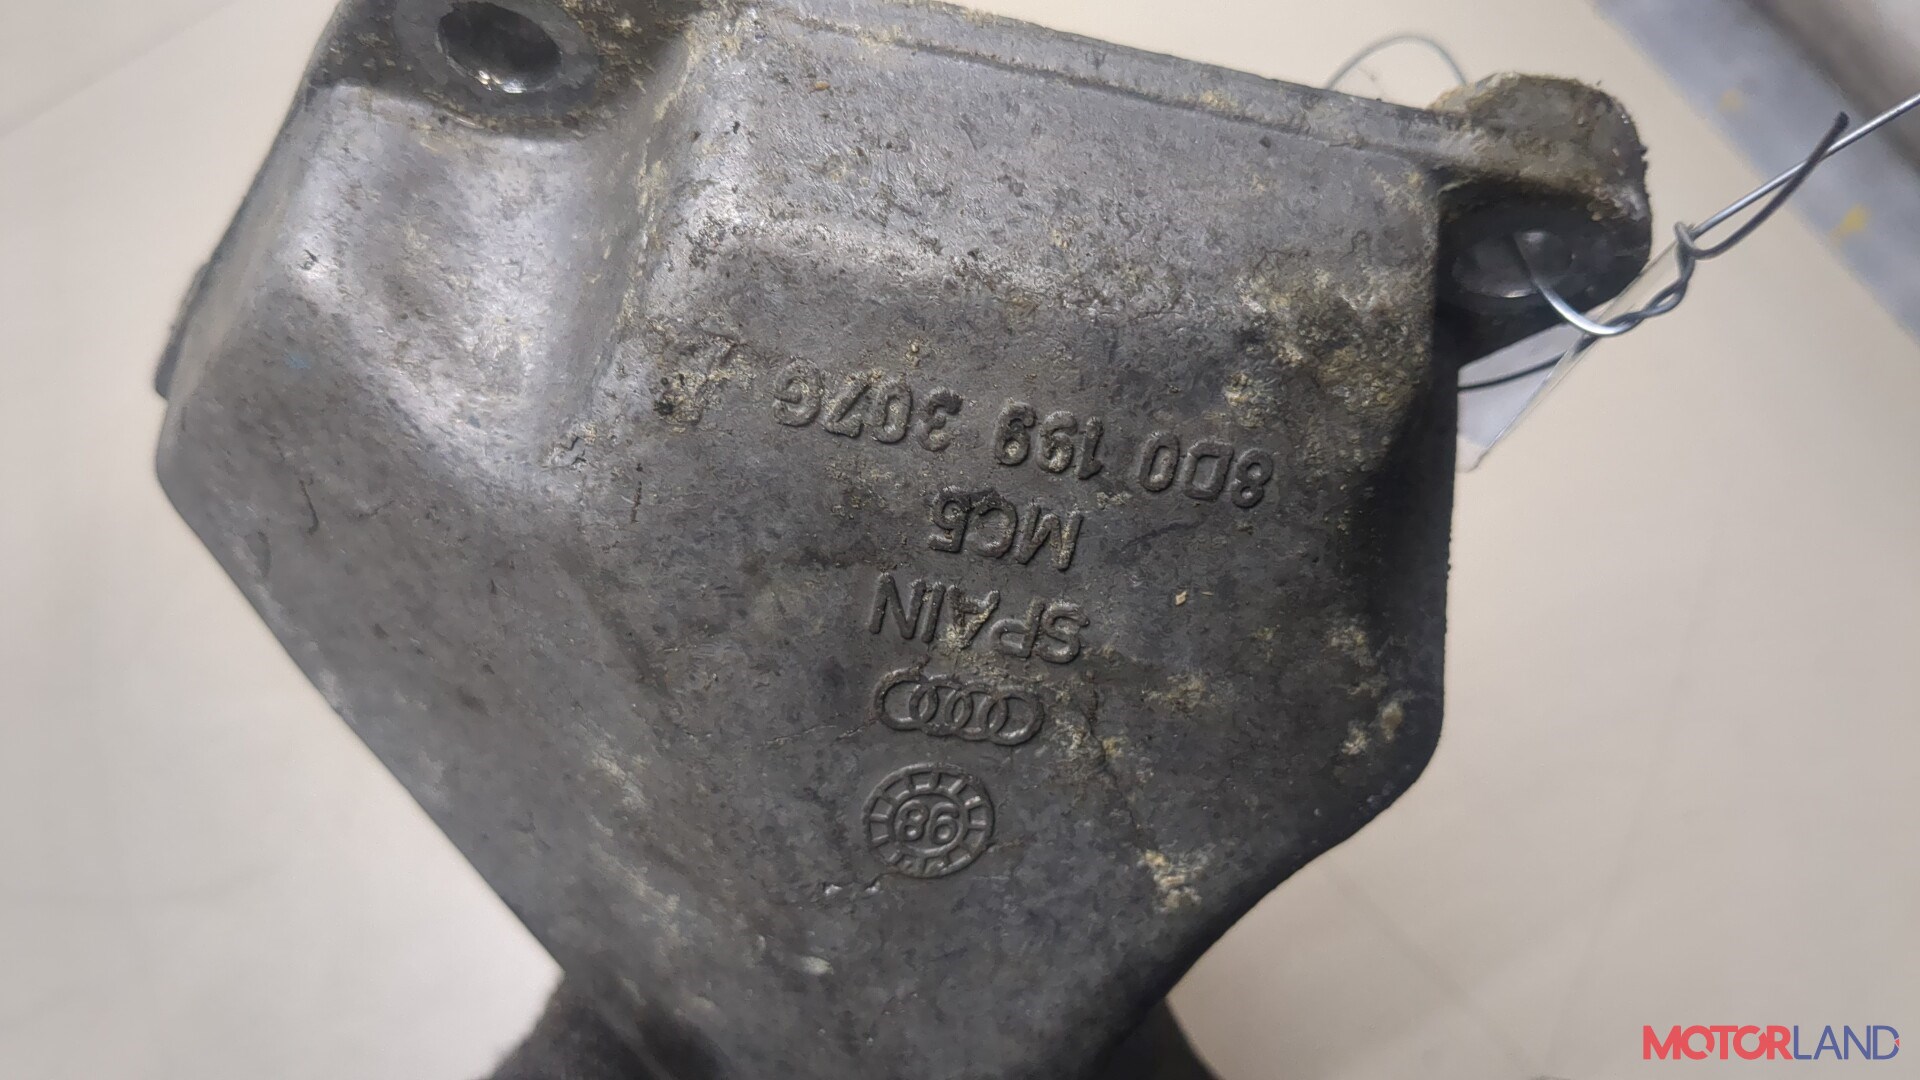 8D0 199 307G
MC5
SPAIN
98
MOTORLAND